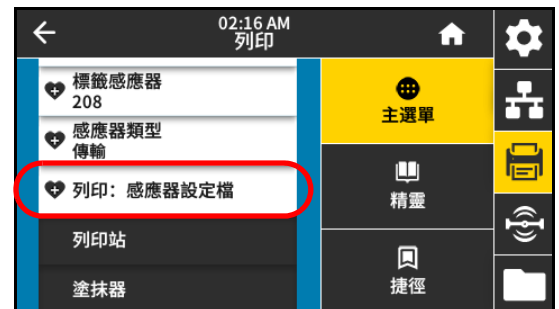 02:16 AM
列印
標籤感應器
208
感應器類型
傳輸
列印：感應器設定檔
列印站
塗抹器
主選單
精靈
捷徑